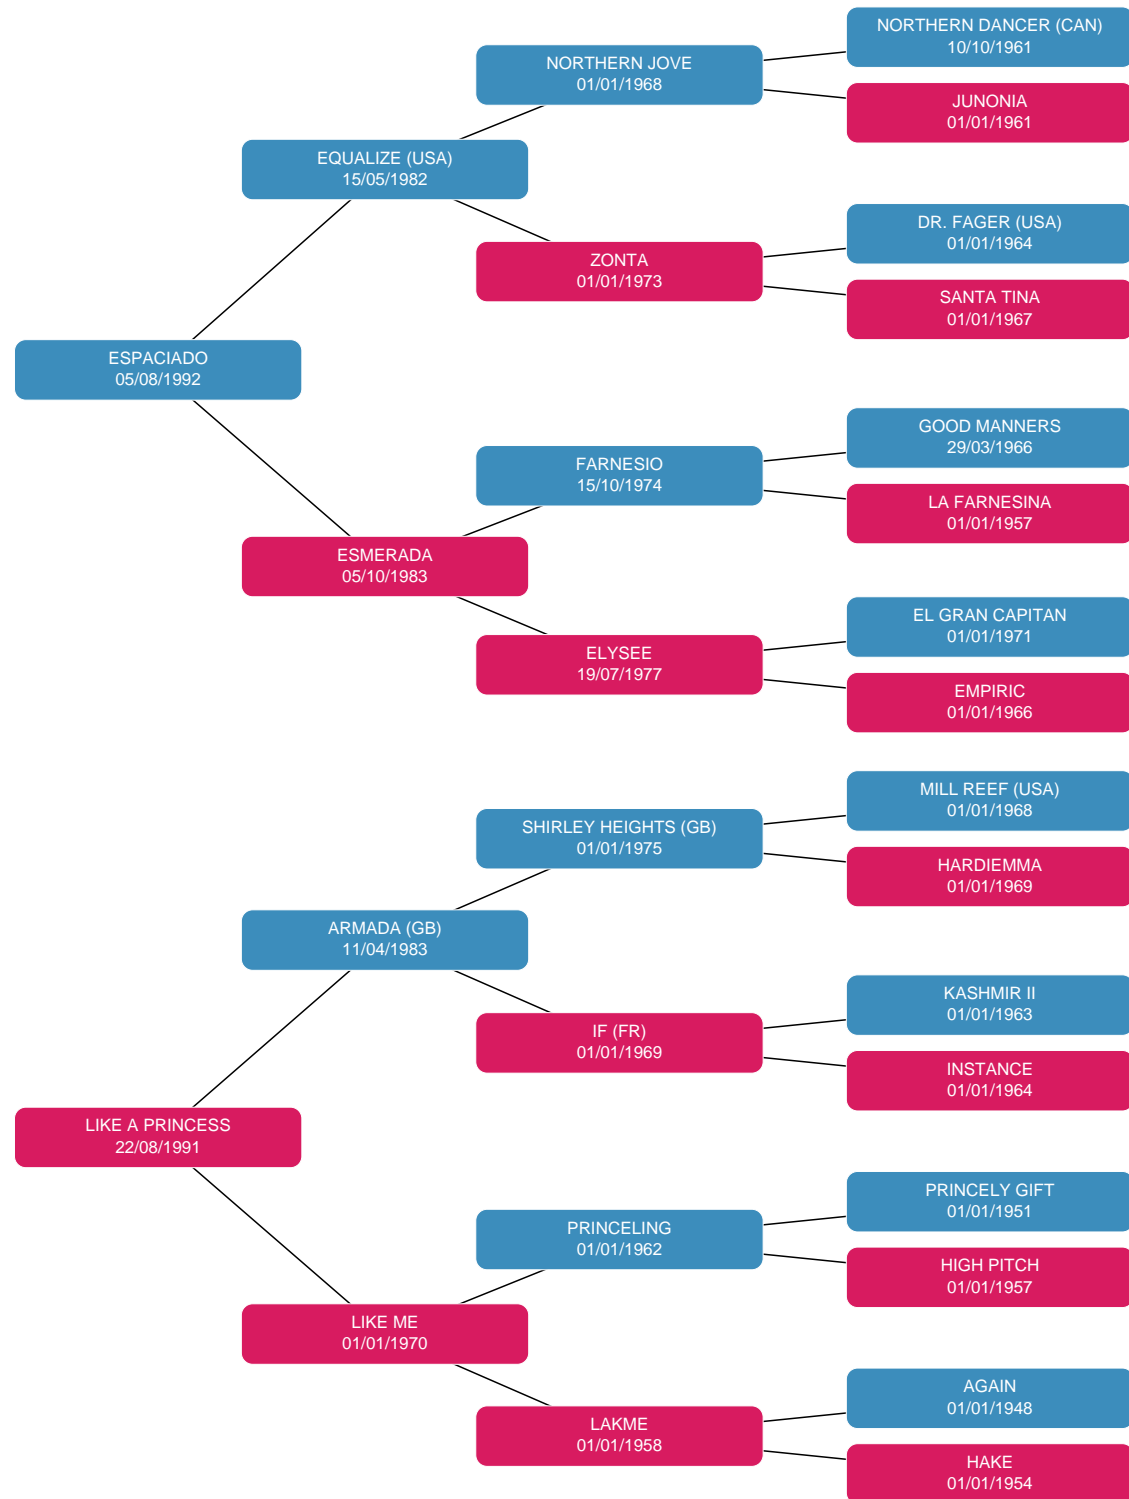 NORTHERN DANCER (CAN)
10/10/1961
NORTHERN JOVE
01/01/1968
JUNONIA
01/01/1961
EQUALIZE (USA)
15/05/1982
DR. FAGER (USA)
01/01/1964
ZONTA
01/01/1973
SANTA TINA
01/01/1967
ESPACIADO
05/08/1992
GOOD MANNERS
29/03/1966
FARNESIO
15/10/1974
LA FARNESINA
01/01/1957
ESMERADA
05/10/1983
EL GRAN CAPITAN
01/01/1971
ELYSEE
19/07/1977
EMPIRIC
01/01/1966
MILL REEF (USA)
01/01/1968
SHIRLEY HEIGHTS (GB)
01/01/1975
HARDIEMMA
01/01/1969
ARMADA (GB)
11/04/1983
KASHMIR II
01/01/1963
IF (FR)
01/01/1969
INSTANCE
01/01/1964
LIKE A PRINCESS
22/08/1991
PRINCELY GIFT
01/01/1951
PRINCELING
01/01/1962
HIGH PITCH
01/01/1957
LIKE ME
01/01/1970
AGAIN
01/01/1948
LAKME
01/01/1958
HAKE
01/01/1954